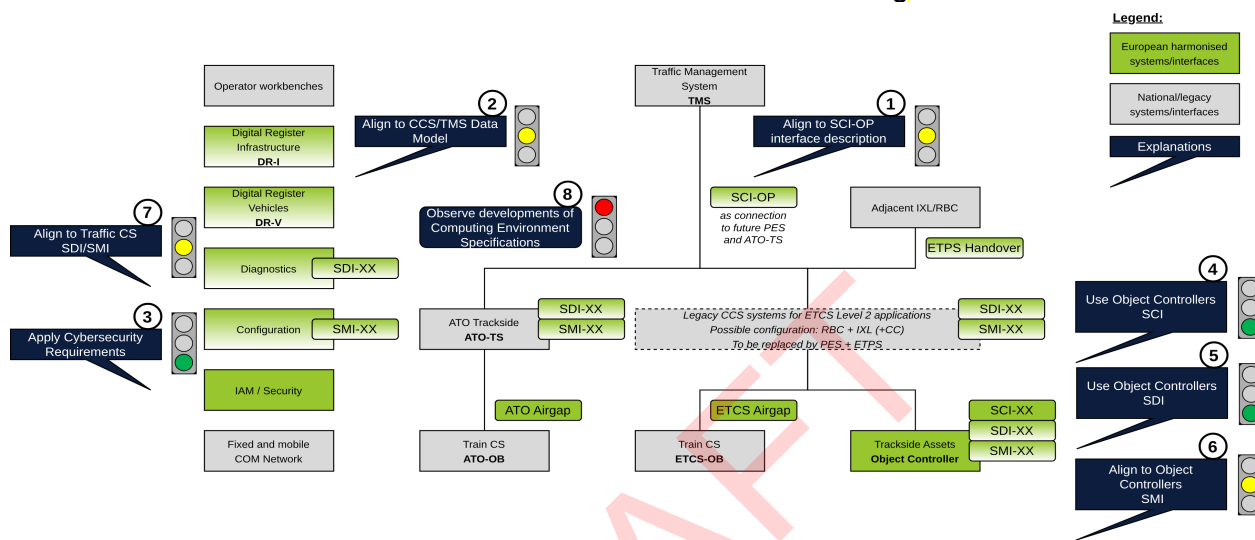 Legend:
European harmonised
systems/interfaces
National/legacy
systems/interfaces
Explanations
Operator workbenches
Digital Register
Infrastructure
DR-I
Digital Register
Vehicles
DR-V
Diagnostics
SDI-XX
Configuration
SMI-XX
IAM / Security
Fixed and mobile
COM Network
2
Align to CCS/TMS Data
Model
7
Align to Traffic CS
SDI/SMI
3
Apply Cybersecurity
Requirements
8
Observe developments of
Computing Environment
Specifications
Traffic Management
System
TMS
1
Align to SCI-OP
interface description
SCI-OP
as connection
to future PES
and ATO-TS
Adjacent IXL/RBC
ETPS Handover
ATO Trackside
ATO-TS
SDI-XX
SMI-XX
Legacy CCS systems for ETCS Level 2 applications
Possible configuration: RBC + IXL (+CC)
To be replaced by PES + ETPS
SDI-XX
SMI-XX
ATO Airgap
ETCS Airgap
Train CS
ATO-OB
Train CS
ETCS-OB
Trackside Assets
Object Controller
SCI-XX
SDI-XX
SMI-XX
4
Use Object Controllers
SCI
5
Use Object Controllers
SDI
6
Align to Object
Controllers
SMI